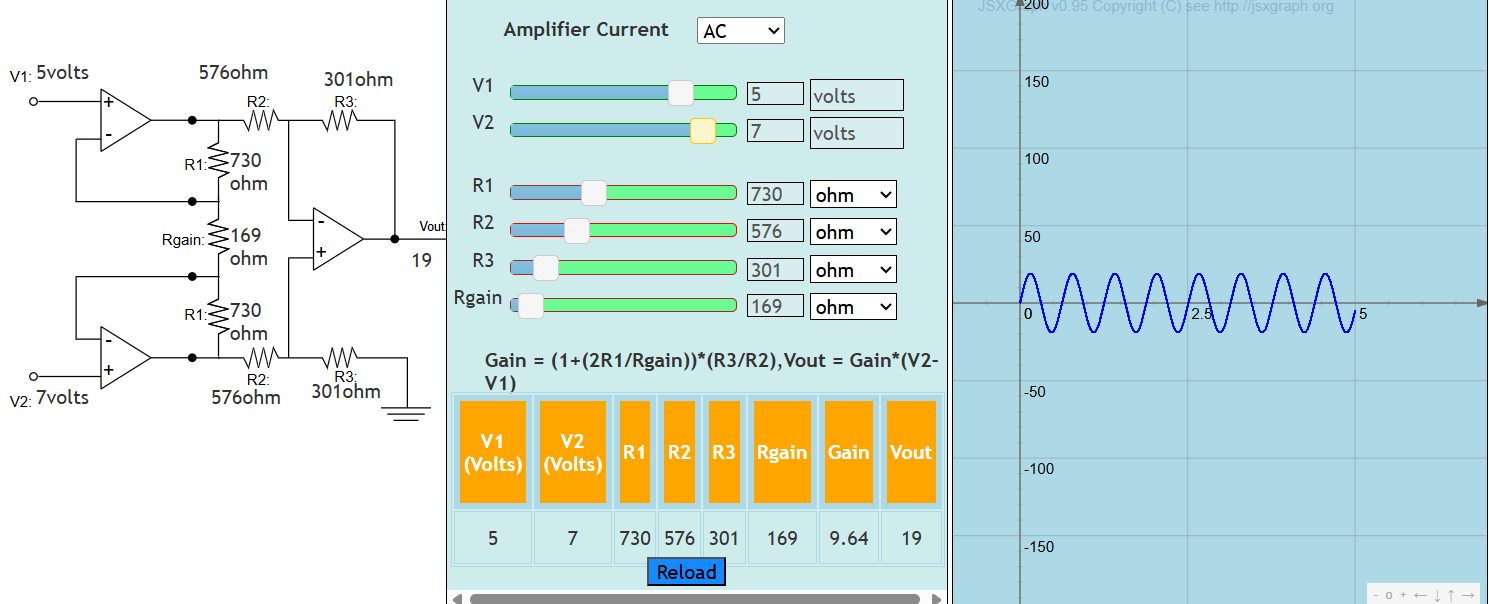 V1: 5volts
576ohm
301ohm
R2:
R3:
+
-
R1:
730
ohm
Rgain:
169
ohm
-
+
Vout
19
R1:
730
ohm
-
+
V2: 7volts
R2:
576ohm
R3:
301ohm
Amplifier Current AC
V1 5 volts
V2 7 volts
R1 730 ohm
R2 576 ohm
R3 301 ohm
Rgain 169 ohm
Gain = (1+(2R1/Rgain))*(R3/R2),Vout = Gain*(V2-
V1)
V1 (Volts) V2 (Volts) R1 R2 R3 Rgain Gain Vout
5 7 730 576 301 169 9.64 19
Reload
v0.95 Copyright (C) see http://jsxgraph.org
200
150
100
50
0 2.5 5
-50
-100
-150
- o + ← ↓ ↑ →